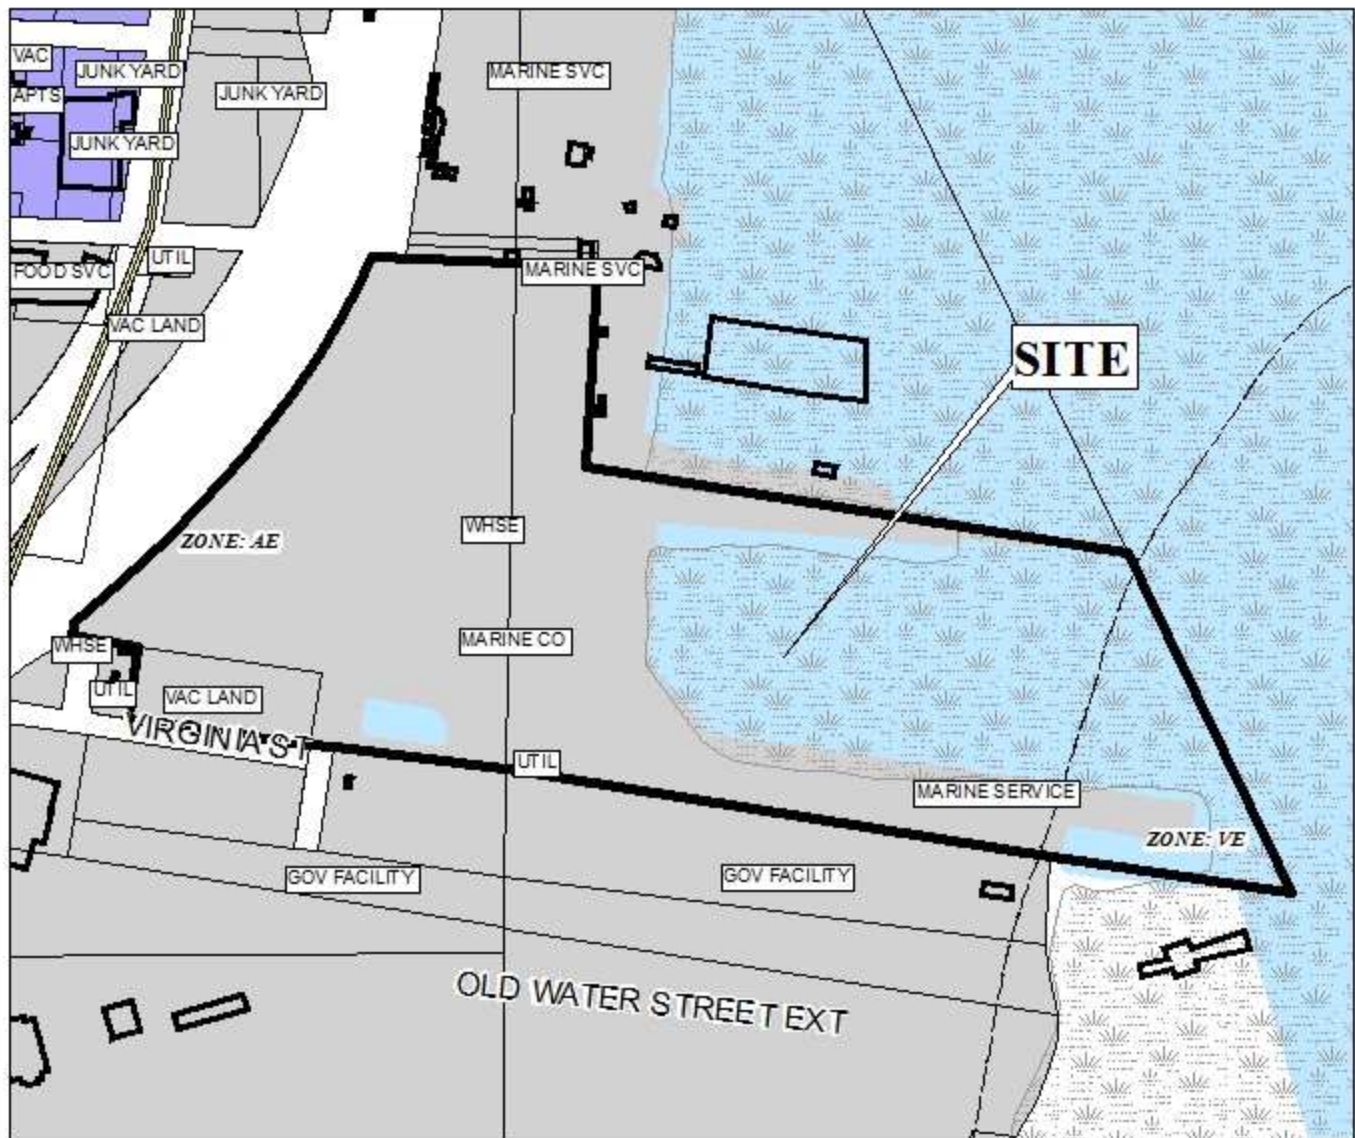 VAC
JUNK YARD
MARINE SVC
APTS
JUNK YARD
JUNK YARD
UTIL
FOOD SVC
MARINE SVC
VAC LAND
SITE
WHSE
ZONE: AE
MARINE CO
WHSE
UTIL
VAC LAND
VIRGINIA ST
UTIL
MARINE SERVICE
ZONE: VE
GOV FACILITY
GOV FACILITY
OLD WATER STREET EXT